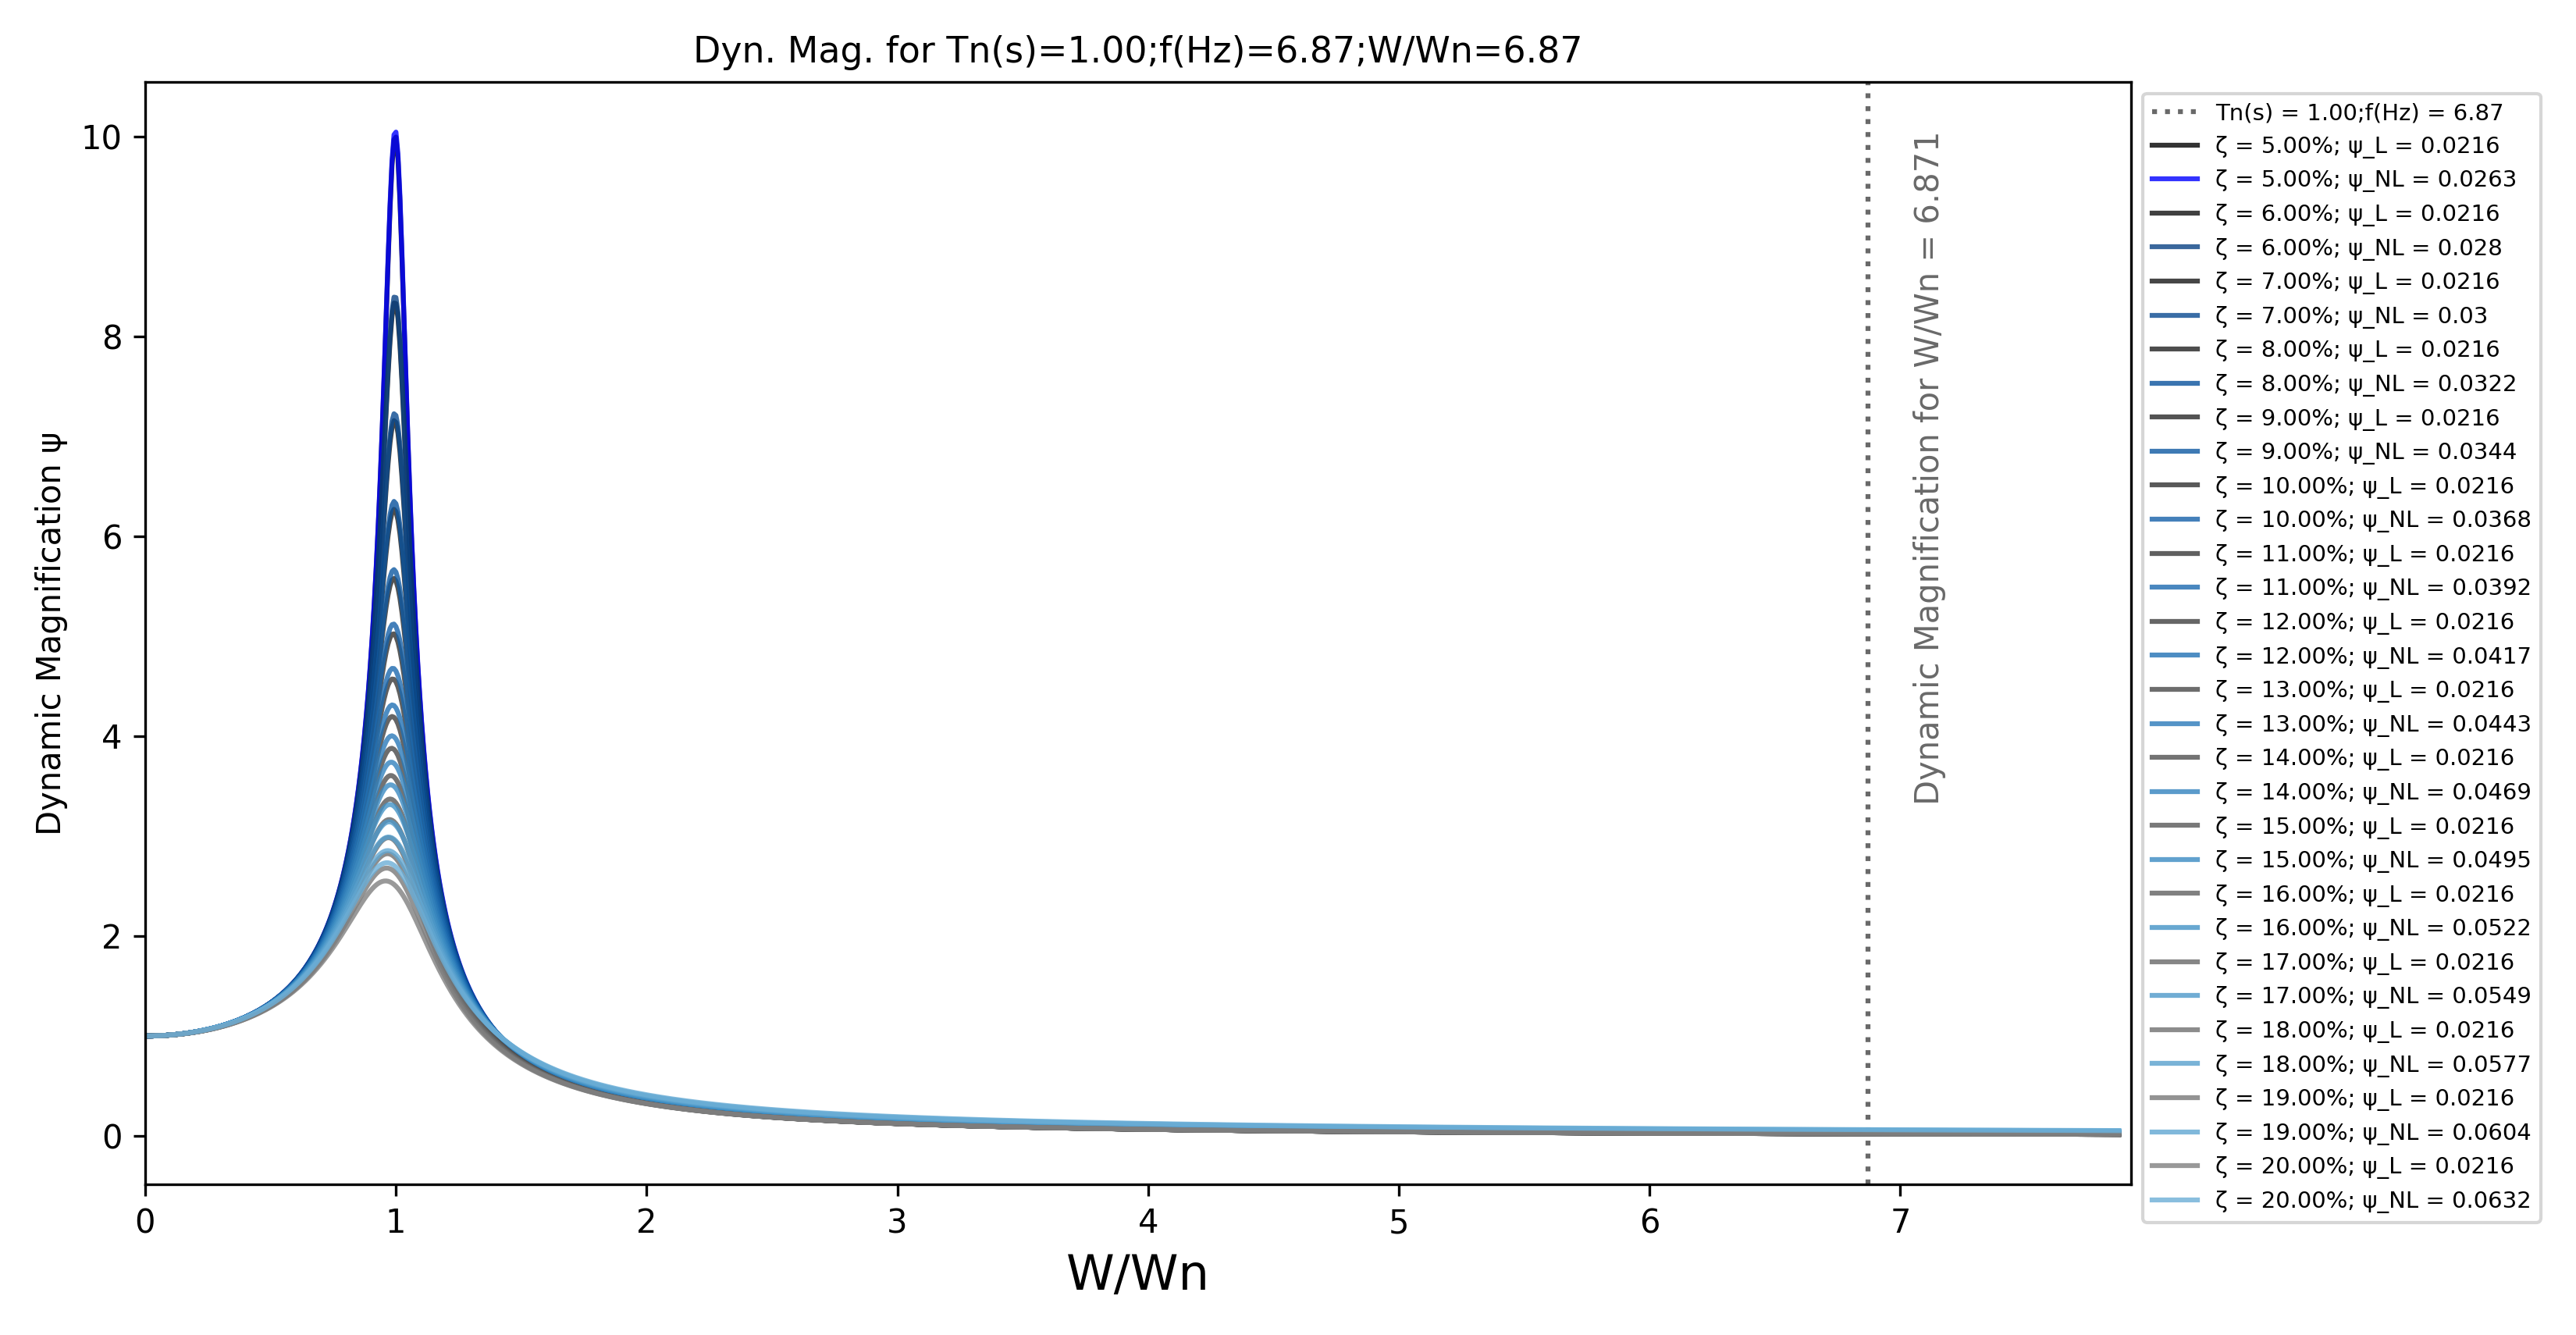 Dyn. Mag. for Tn(s)=1.00;f(Hz)=6.87;W/Wn=6.87
Dynamic Magnification ψ
10
8
6
4
2
0
0 1 2 3 4 5 6 7
W/Wn
Dynamic Magnification for W/Wn = 6.871
Tn(s) = 1.00;f(Hz) = 6.87
ζ = 5.00%; ψ_L = 0.0216
ζ = 5.00%; ψ_NL = 0.0263
ζ = 6.00%; ψ_L = 0.0216
ζ = 6.00%; ψ_NL = 0.028
ζ = 7.00%; ψ_L = 0.0216
ζ = 7.00%; ψ_NL = 0.03
ζ = 8.00%; ψ_L = 0.0216
ζ = 8.00%; ψ_NL = 0.0322
ζ = 9.00%; ψ_L = 0.0216
ζ = 9.00%; ψ_NL = 0.0344
ζ = 10.00%; ψ_L = 0.0216
ζ = 10.00%; ψ_NL = 0.0368
ζ = 11.00%; ψ_L = 0.0216
ζ = 11.00%; ψ_NL = 0.0392
ζ = 12.00%; ψ_L = 0.0216
ζ = 12.00%; ψ_NL = 0.0417
ζ = 13.00%; ψ_L = 0.0216
ζ = 13.00%; ψ_NL = 0.0443
ζ = 14.00%; ψ_L = 0.0216
ζ = 14.00%; ψ_NL = 0.0469
ζ = 15.00%; ψ_L = 0.0216
ζ = 15.00%; ψ_NL = 0.0495
ζ = 16.00%; ψ_L = 0.0216
ζ = 16.00%; ψ_NL = 0.0522
ζ = 17.00%; ψ_L = 0.0216
ζ = 17.00%; ψ_NL = 0.0549
ζ = 18.00%; ψ_L = 0.0216
ζ = 18.00%; ψ_NL = 0.0577
ζ = 19.00%; ψ_L = 0.0216
ζ = 19.00%; ψ_NL = 0.0604
ζ = 20.00%; ψ_L = 0.0216
ζ = 20.00%; ψ_NL = 0.0632